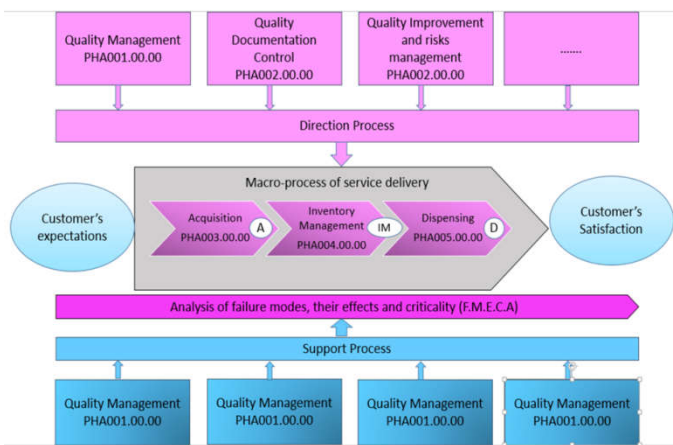 Quality Management
PHA001.00.00
Quality
Documentation
Control
PHA002.00.00
Quality Improvement
and risks
management
PHA002.00.00
.......
Direction Process
Macro-process of service delivery
Customer's
expectations
Acquisition
PHA003.00.00
A
Inventory
Management
PHA004.00.00
IM
Dispensing
PHA005.00.00
D
Customer's
Satisfaction
Analysis of failure modes, their effects and criticality (F.M.E.C.A)
Support Process
Quality Management
PHA001.00.00
Quality Management
PHA001.00.00
Quality Management
PHA001.00.00
Quality Management
PHA001.00.00